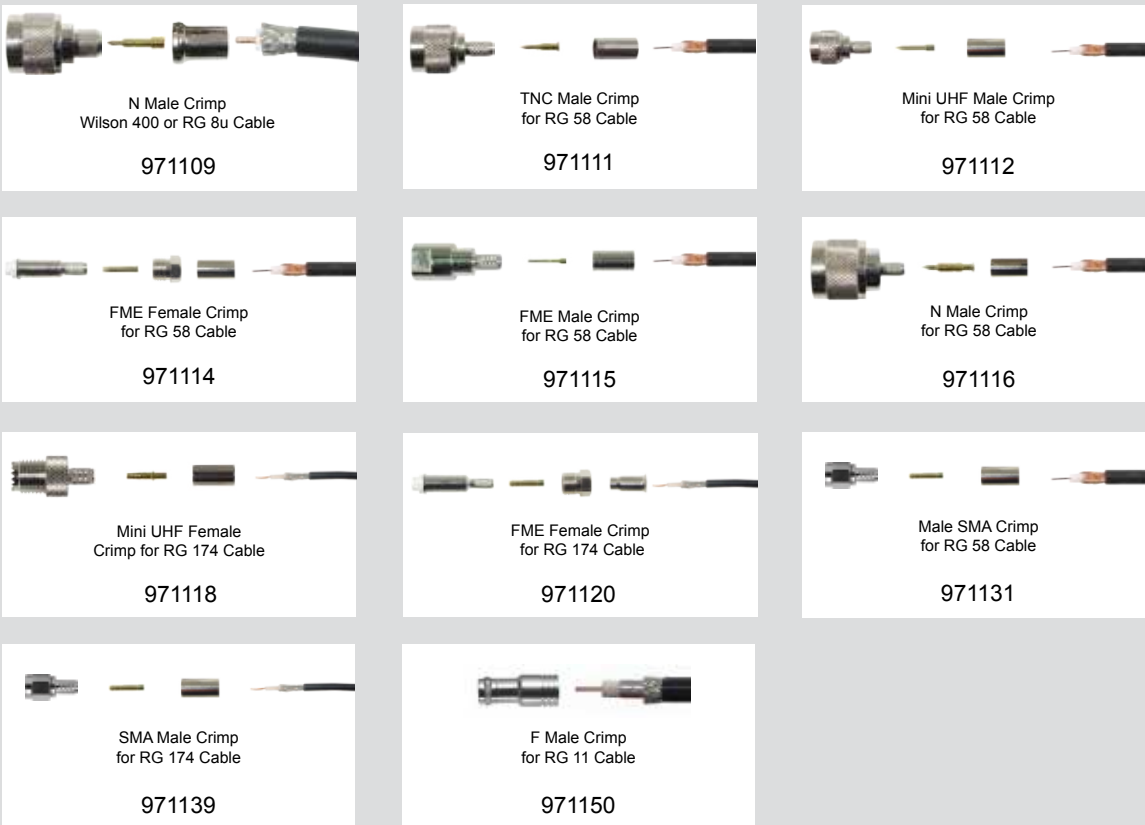 N Male Crimp
Wilson 400 or RG 8u Cable
971109
TNC Male Crimp
for RG 58 Cable
971111
Mini UHF Male Crimp
for RG 58 Cable
971112
FME Female Crimp
for RG 58 Cable
971114
FME Male Crimp
for RG 58 Cable
971115
N Male Crimp
for RG 58 Cable
971116
Mini UHF Female
Crimp for RG 174 Cable
971118
FME Female Crimp
for RG 174 Cable
971120
Male SMA Crimp
for RG 58 Cable
971131
SMA Male Crimp
for RG 174 Cable
971139
F Male Crimp
for RG 11 Cable
971150